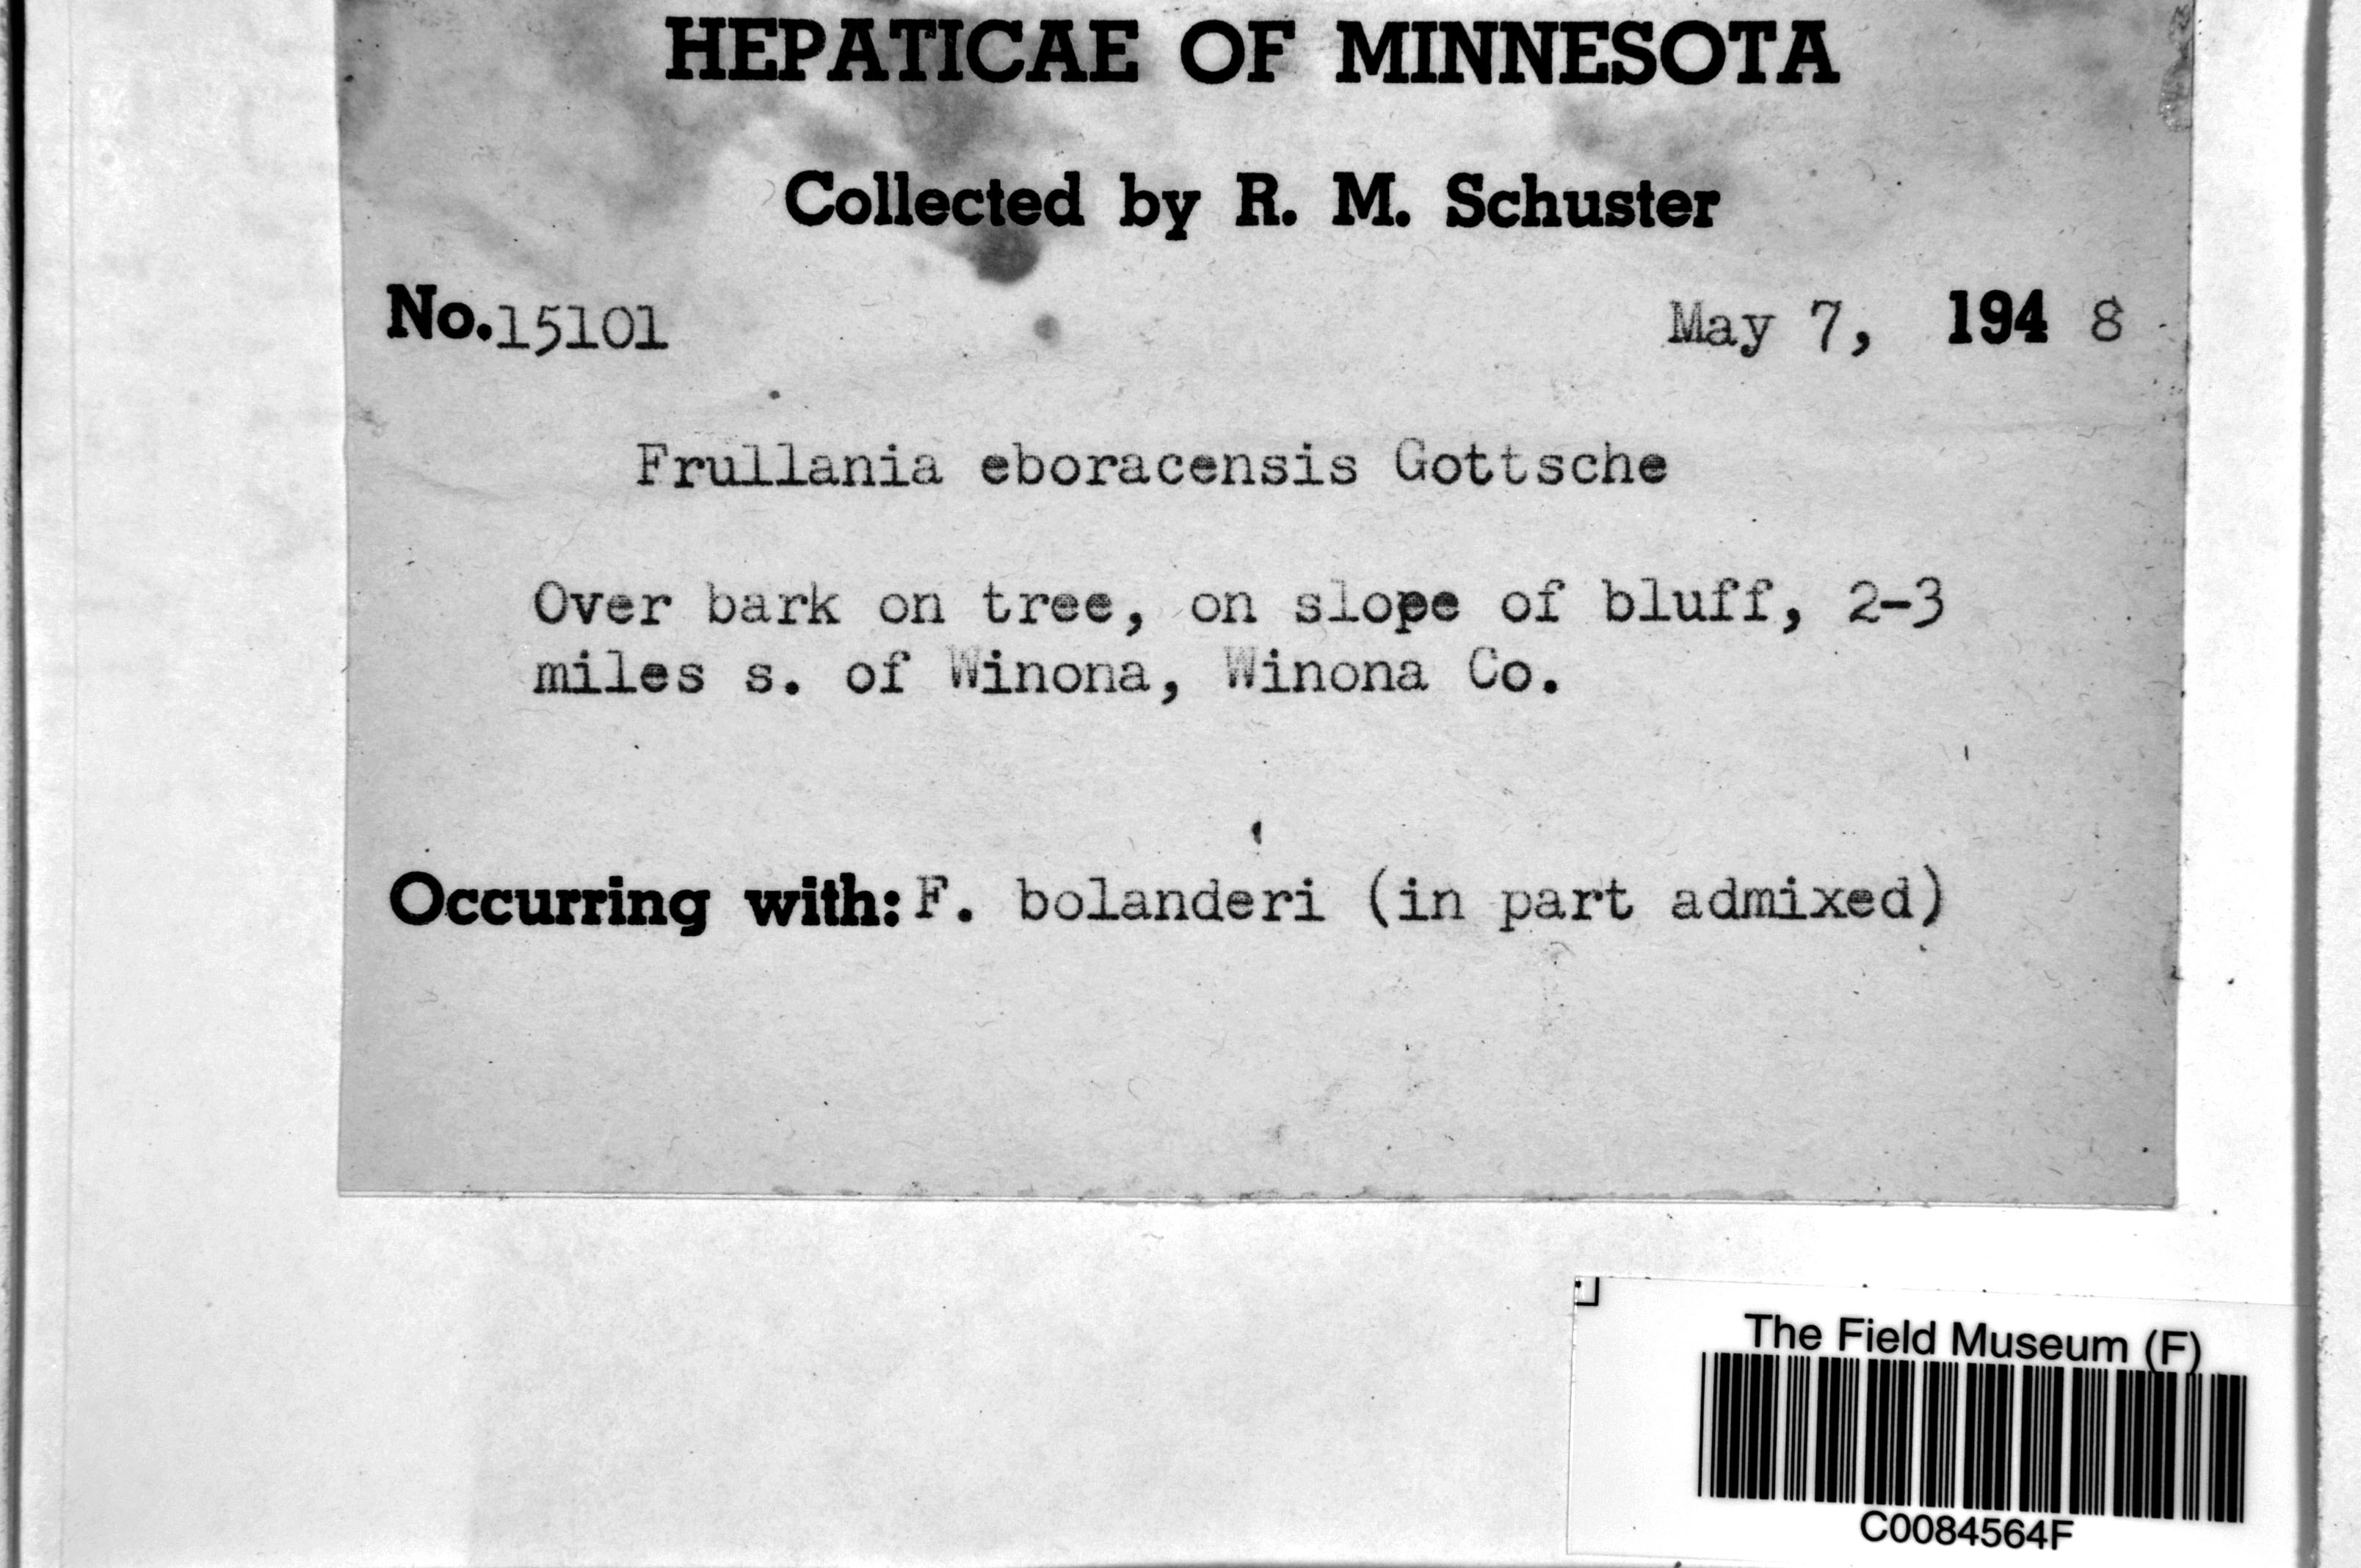 HEPATICAE OF MINNESOTA
Collected by R. M. Schuster
No. 15101 May 7, 194 8
Frullania eboracensis Gottsche
Over bark on tree, on slope of bluff, 2-3
miles s. of Winona, Winona Co.
Occurring with: F. bolanderi (in part admixed)
The Field Museum (F)
C0084564F